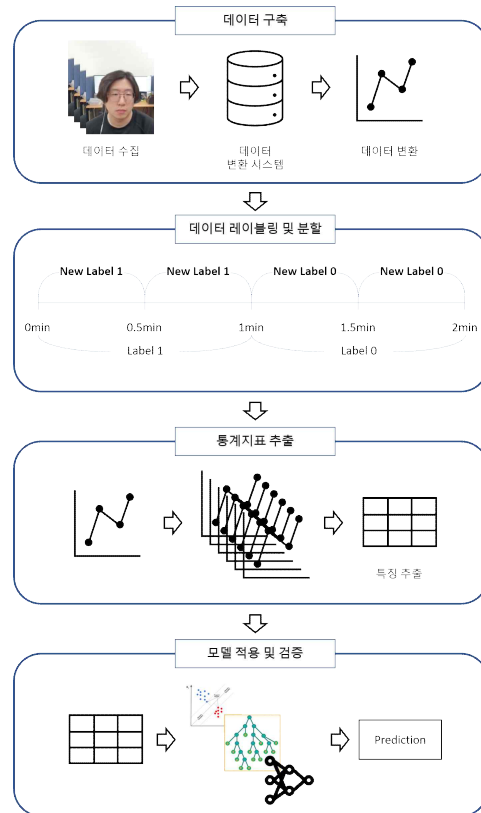 데이터 구축
데이터 수집
데이터
변환 시스템
데이터 변환
데이터 레이블링 및 분할
New Label 1
New Label 1
New Label 0
New Label 0
0min
0.5min
1min
1.5min
2min
Label 1
Label 0
통계지표 추출
특징 추출
모델 적용 및 검증
Prediction